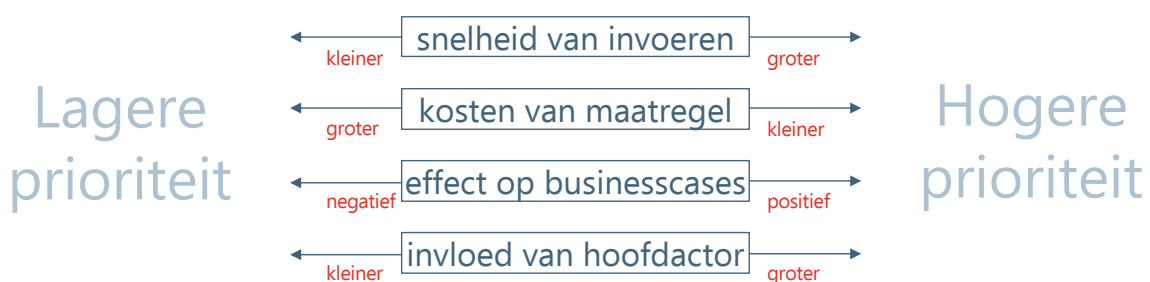 snelheid van invoeren
kleiner
groter
Lagere
prioriteit
kosten van maatregel
groter
kleiner
Hogere
prioriteit
effect op businesscases
negatief
positief
invloed van hoofdactor
kleiner
groter